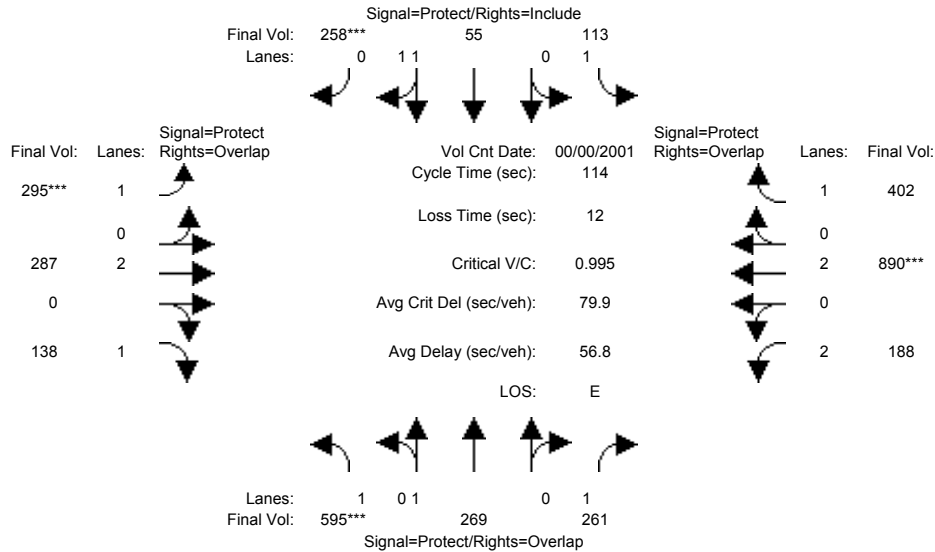 Signal=Protect/Rights=Include
Final Vol: 258*** 55 113
Lanes: 0 1 1 0 1
Signal=Protect
Rights=Overlap
Final Vol: Lanes:
Vol Cnt Date: 00/00/2001
Signal=Protect
Rights=Overlap
Lanes: Final Vol:
Cycle Time (sec): 114
295*** 1
1 402
Loss Time (sec): 12
0
0
287 2
Critical V/C: 0.995
2 890***
0
Avg Crit Del (sec/veh): 79.9
0
138 1
Avg Delay (sec/veh): 56.8
2 188
LOS: E
Lanes: 1 0 1 0 1
Final Vol: 595*** 269 261
Signal=Protect/Rights=Overlap